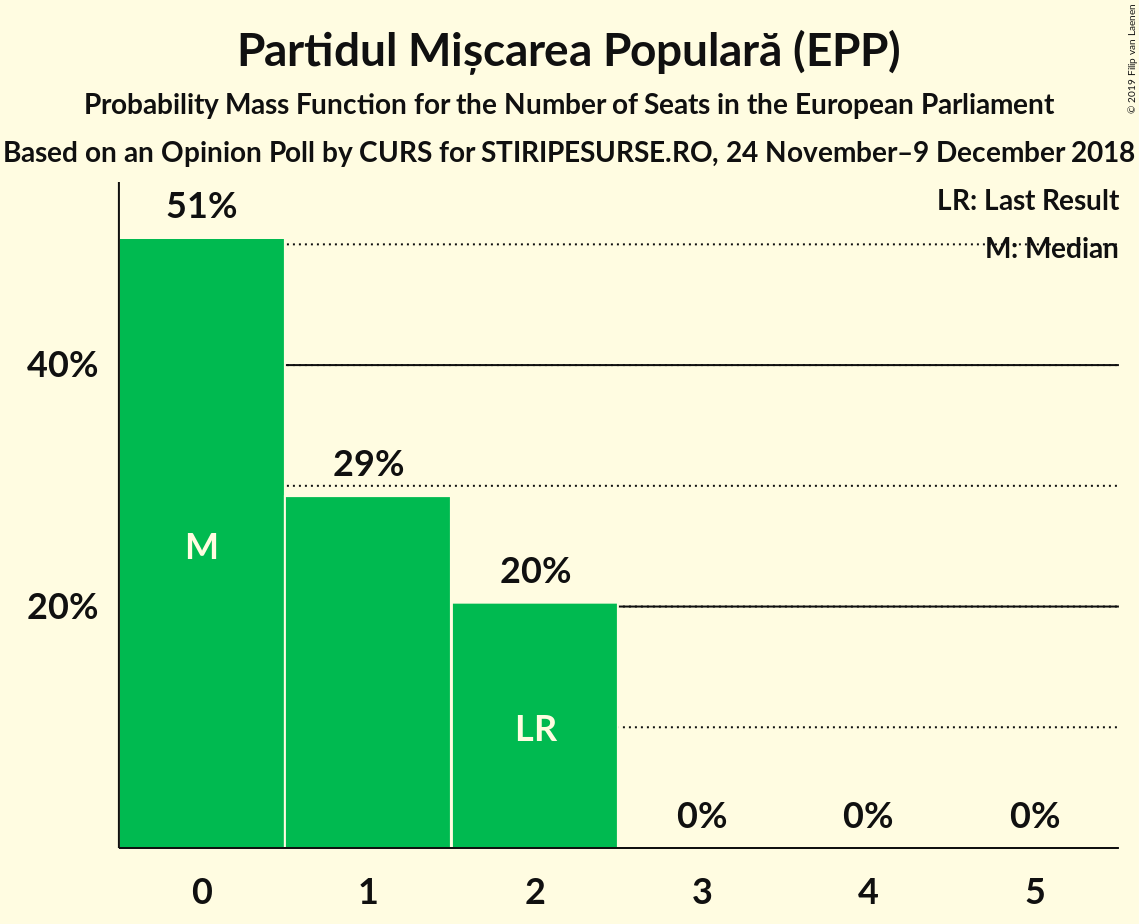 Partidul Mișcarea Populară (EPP)
Probability Mass Function for the Number of Seats in the European Parliament
Based on an Opinion Poll by CURS for STIRIPESURSE.RO, 24 November–9 December 2018
© 2019 Filip van Laenen
LR: Last Result
M: Median
51%
40%
29%
M
20%
20%
LR
0% 0% 0%
0 1 2 3 4 5